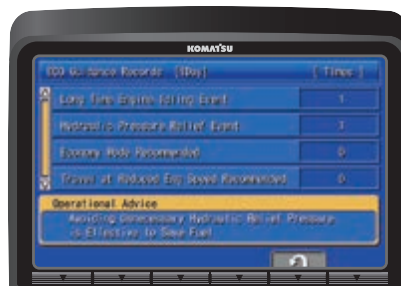 KOMATSU
ECO Guidance Records [1Day] [ Times ]
Long Time Engine Idling Event 1
Hydraulic Pressure Relief Event 3
Economy Mode Recommended 0
Travel at Reduced Eng Speed Recommended 0
Operational Advice
Avoiding Unnecessary Hydraulic Relief Pressure
is Effective to Save Fuel